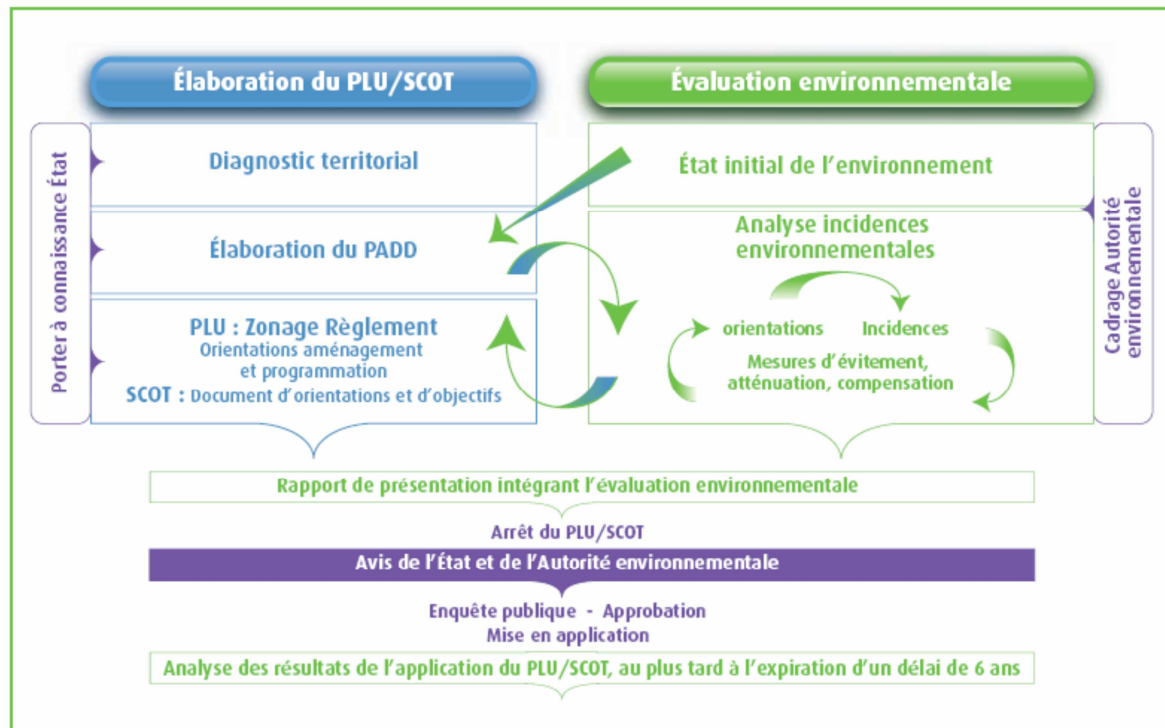 Élaboration du PLU/SCOT
Évaluation environnementale
Porter à connaissance État
Diagnostic territorial
Élaboration du PADD
PLU : Zonage Règlement
Orientations aménagement
et programmation
SCOT : Document d'orientations et d'objectifs
État initial de l'environnement
Analyse incidences
environnementales
orientations
Incidences
Mesures d'évitement,
atténuation, compensation
Cadrage Autorité
environnementale
Rapport de présentation intégrant l'évaluation environnementale
Arrêt du PLU/SCOT
Avis de l'État et de l'Autorité environnementale
Enquête publique - Approbation
Mise en application
Analyse des résultats de l'application du PLU/SCOT, au plus tard à l'expiration d'un délai de 6 ans